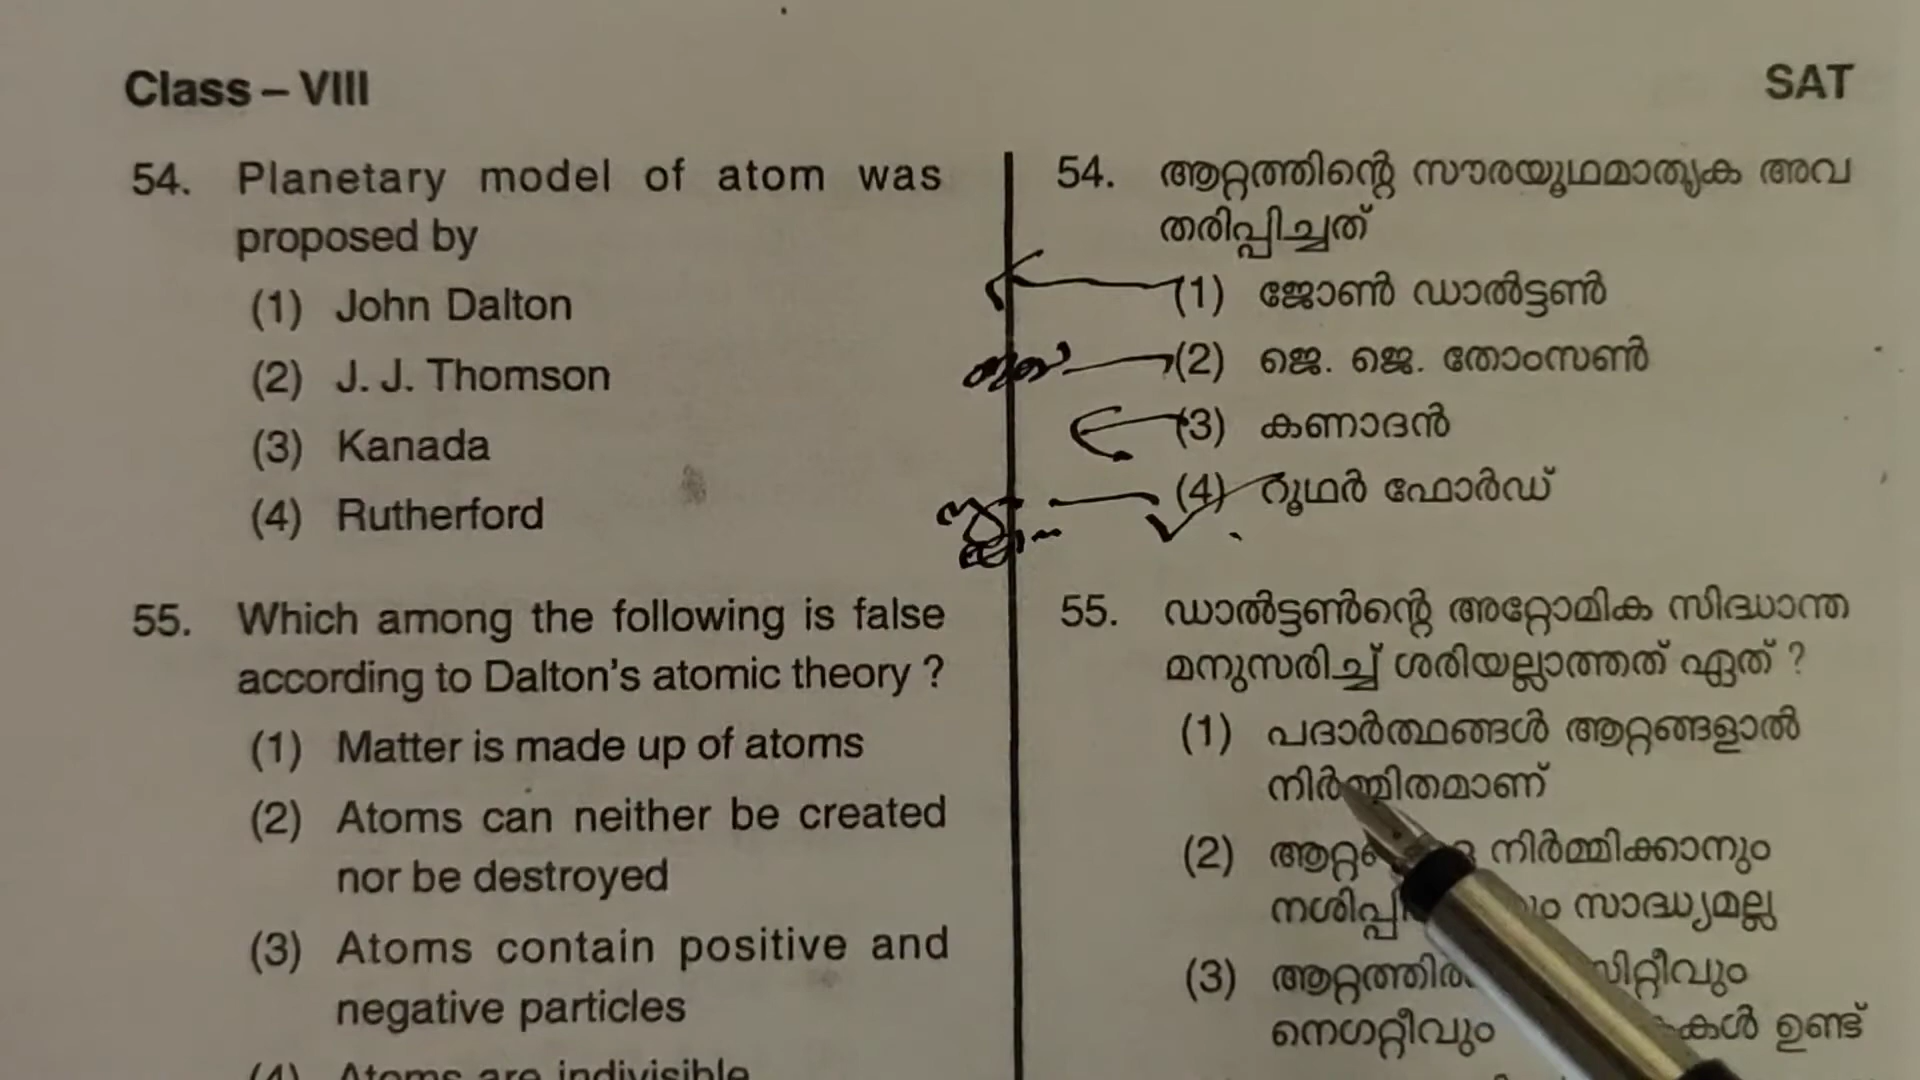 Class – VIII
SAT
54. Planetary model of atom was
proposed by
(1) John Dalton
(2) J. J. Thomson
(3) Kanada
(4) Rutherford
55. Which among the following is false
according to Dalton's atomic theory ?
(1) Matter is made up of atoms
(2) Atoms can neither be created
nor be destroyed
(3) Atoms contain positive and
negative particles
(4) Atoms are indivisible
54. ആറ്റത്തിന്റെ സൗരയൂഥമാതൃക അവ
തരിപ്പിച്ചത്
(1) ജോൺ ഡാൽട്ടൺ
(2) ജെ. ജെ. തോംസൺ
(3) കണാദൻ
(4) റൂഥർ ഫോർഡ്
55. ഡാൽട്ടൺന്റെ അറ്റോമിക സിദ്ധാന്ത
മനുസരിച്ച് ശരിയല്ലാത്തത് ഏത് ?
(1) പദാർത്ഥങ്ങൾ ആറ്റങ്ങളാൽ
നിർമ്മിതമാണ്
(2) നിർമ്മിക്കാനും
സാദ്ധ്യമല്ല
(3)
നെഗറ്റീവും ഉണ്ട്